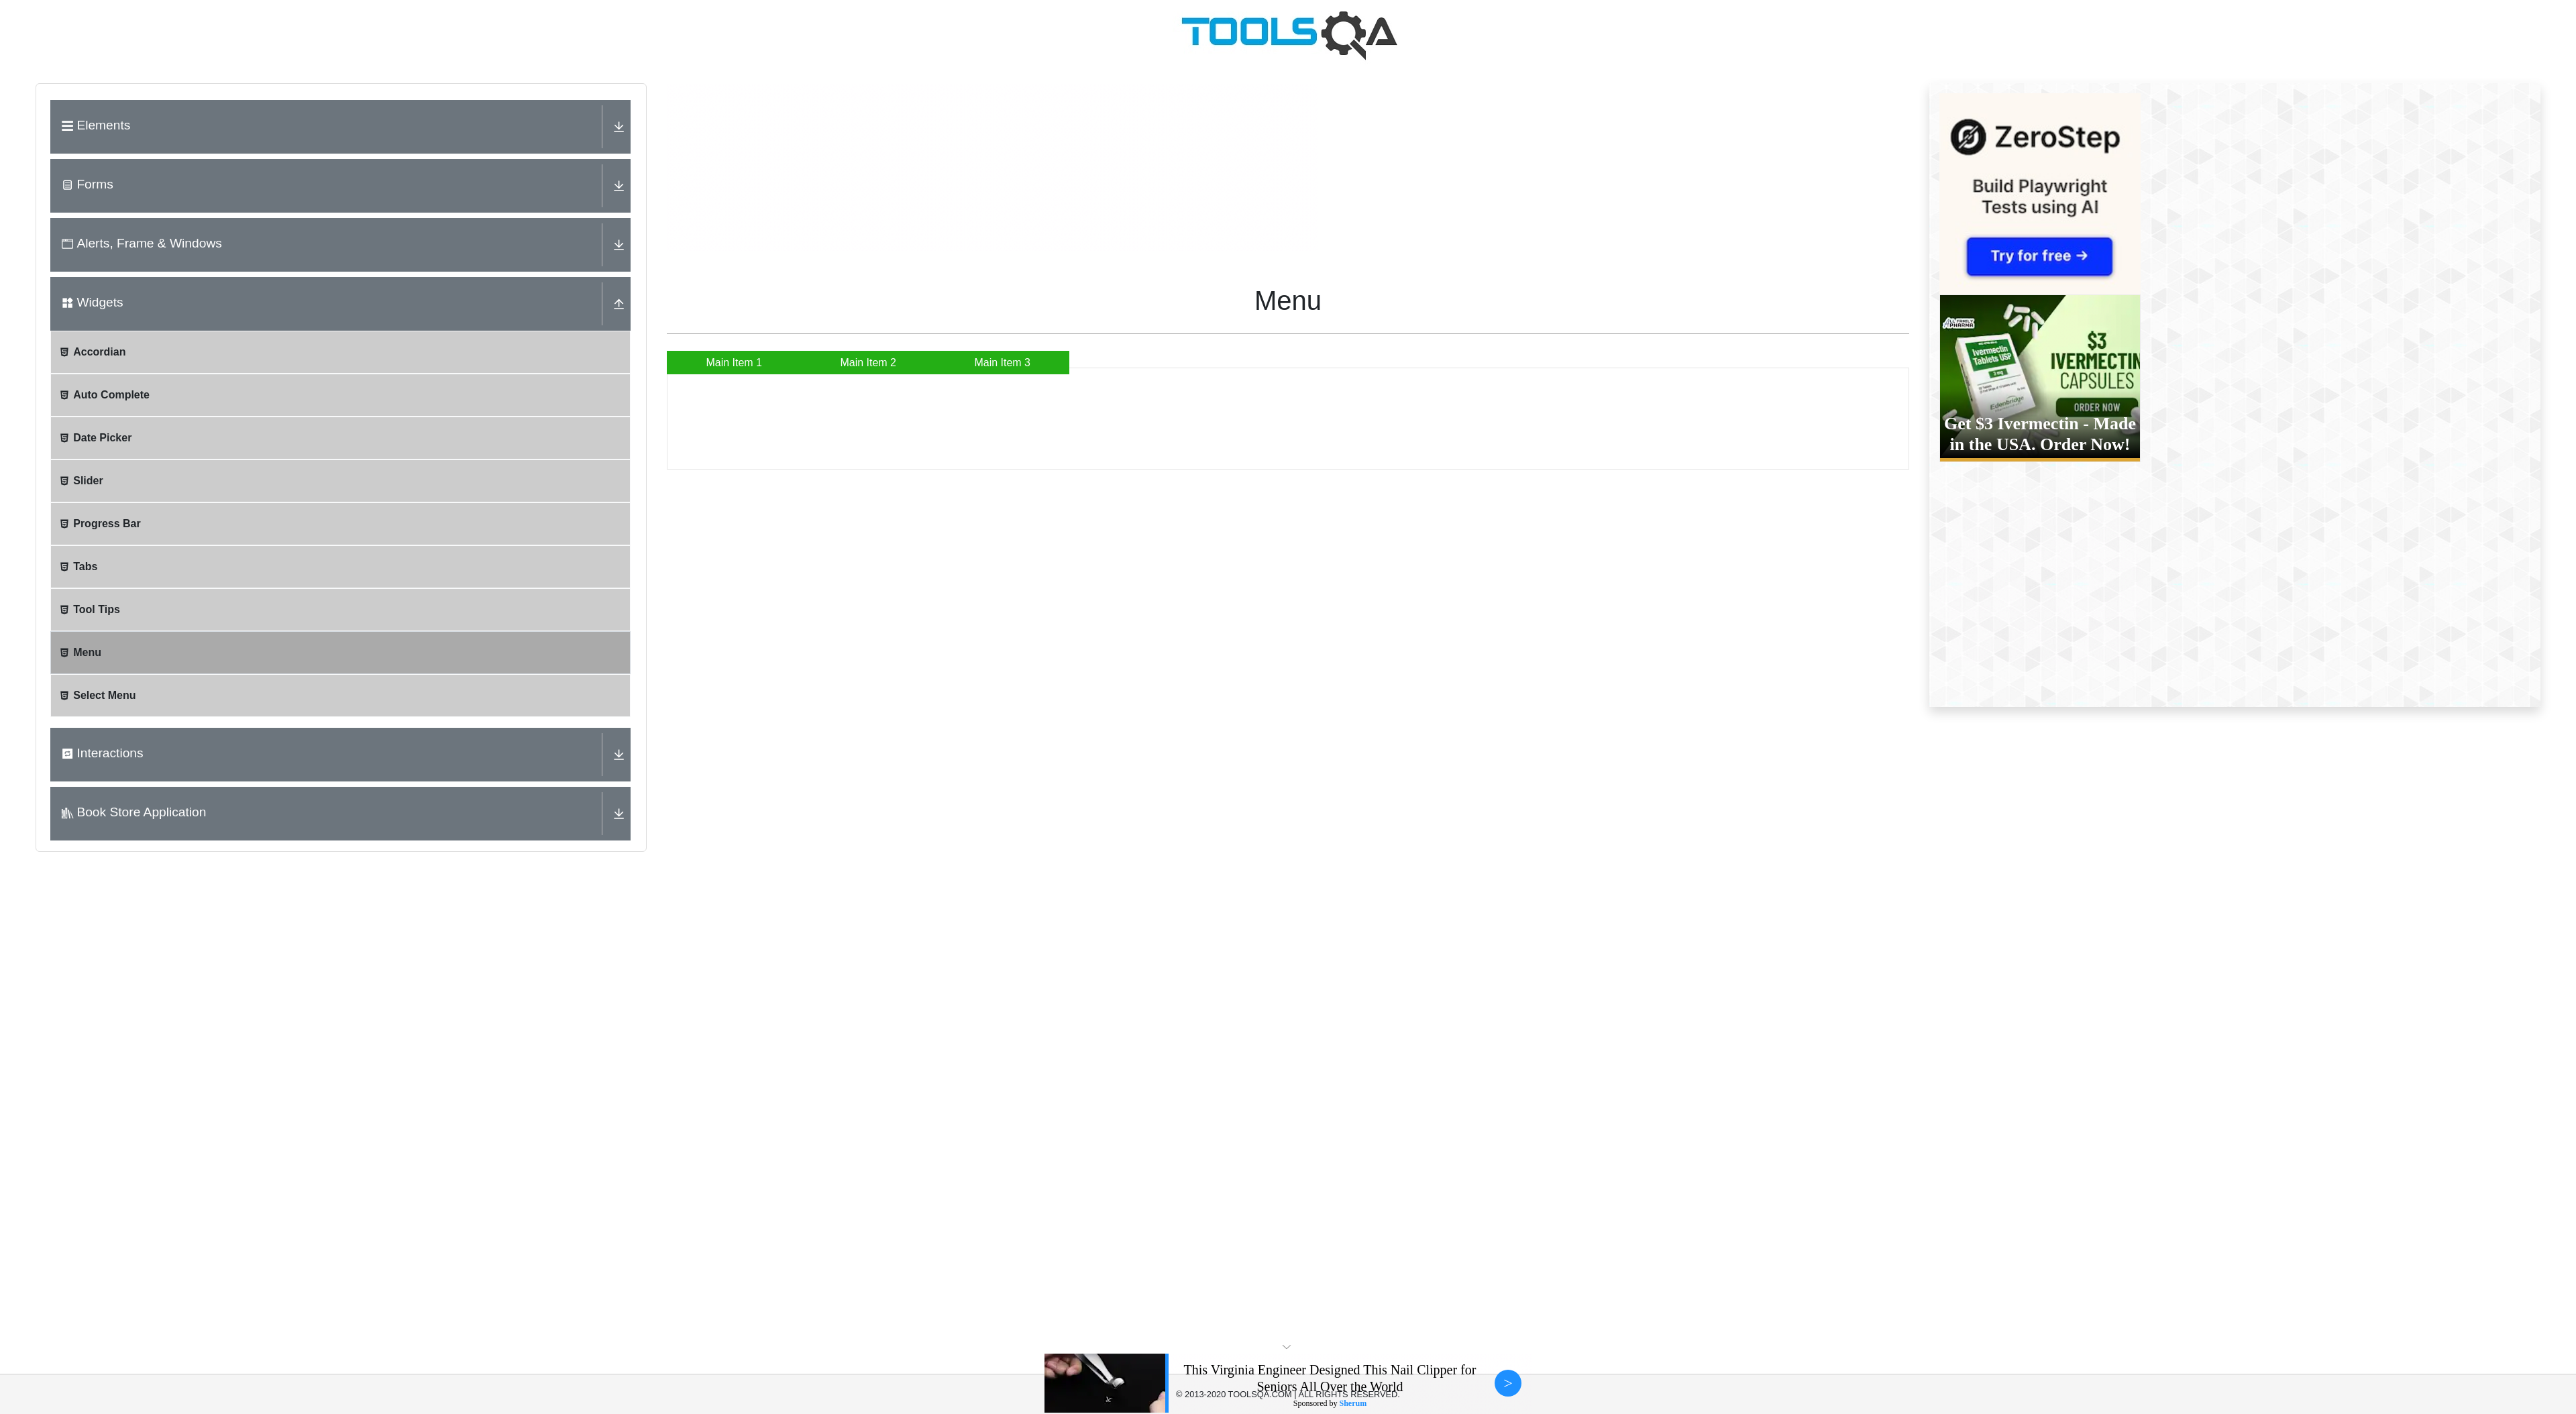 TOOLSQA
Elements
Forms
Alerts, Frame & Windows
Widgets
Accordian
Auto Complete
Date Picker
Slider
Progress Bar
Tabs
Tool Tips
Menu
Select Menu
Interactions
Book Store Application
Menu
Main Item 1
Main Item 2
Main Item 3
ZeroStep
Build Playwright
Tests using AI
Try for free →
Ivermectin
Tablets USP
$3
IVERMECTIN
CAPSULES
ORDER NOW
Get $3 Ivermectin - Made
in the USA. Order Now!
This Virginia Engineer Designed This Nail Clipper for
Seniors All Over the World
© 2013-2020 TOOLSQA.COM | ALL RIGHTS RESERVED.
Sponsored by Sherum
>